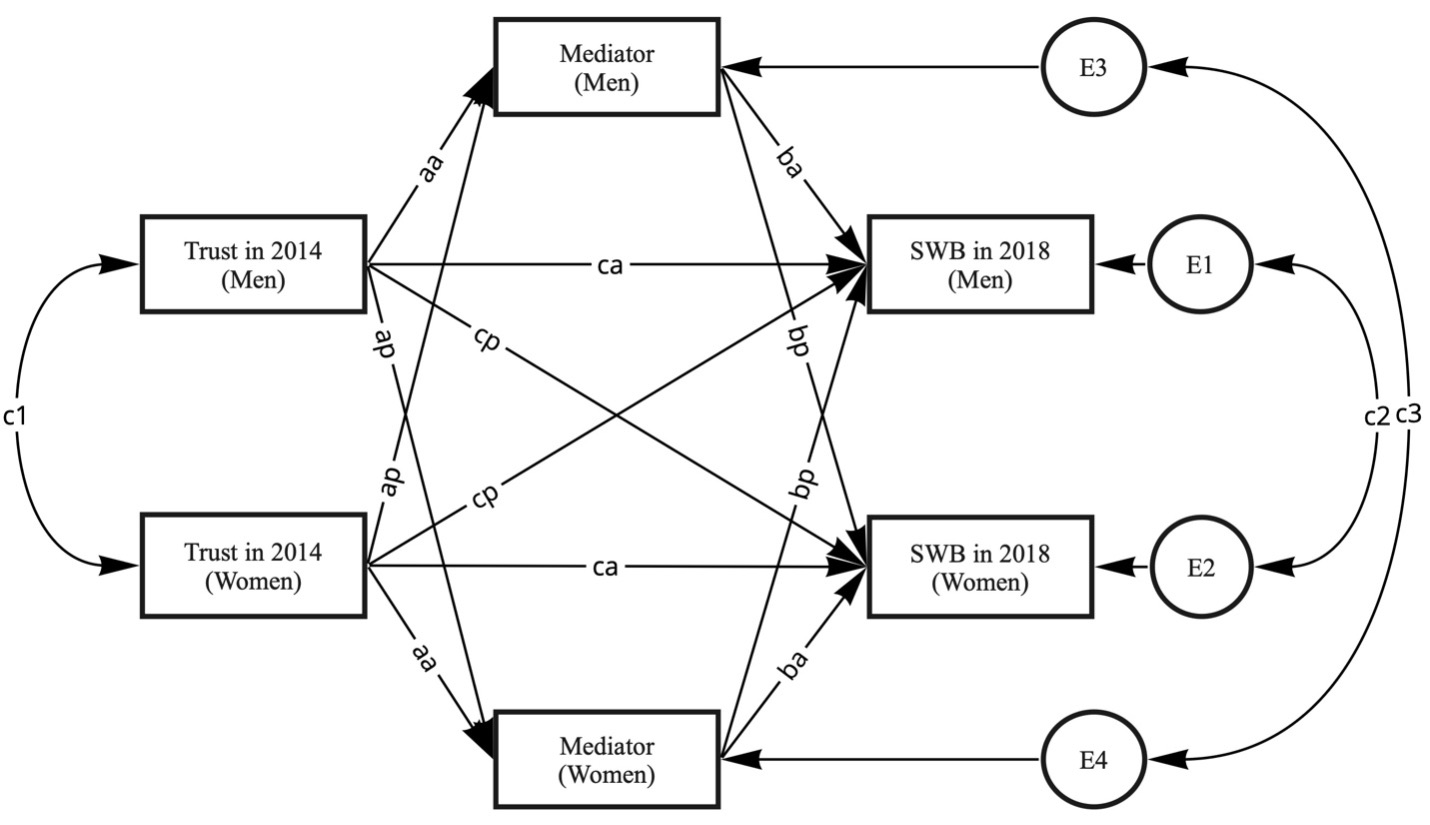 Mediator
(Men)
E3
aa
ba
Trust in 2014
(Men)
ca
SWB in 2018
(Men)
E1
ap
cp
bp
c1
c2
c3
ap
cp
bp
Trust in 2014
(Women)
ca
SWB in 2018
(Women)
E2
aa
ba
Mediator
(Women)
E4